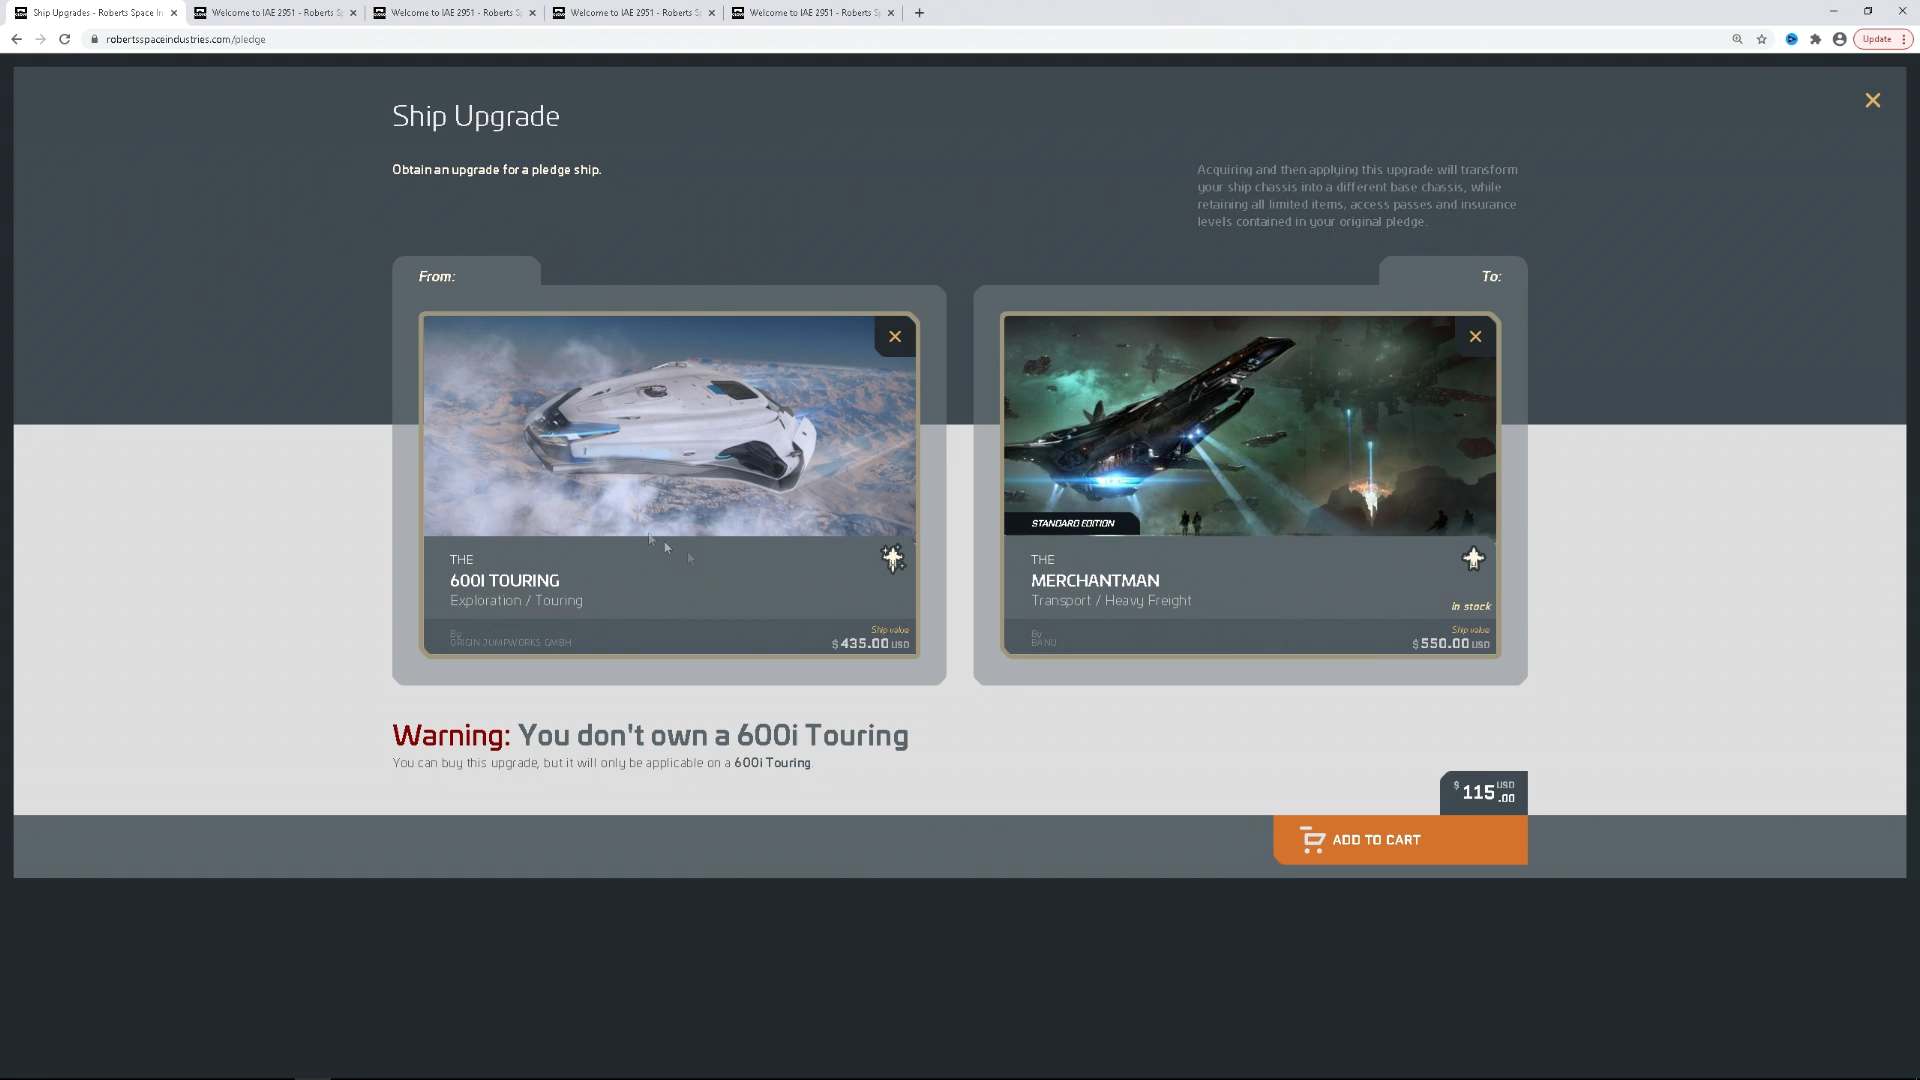 Ship Upgrades - Roberts Space In
Welcome to IAE 2951 - Roberts S
Welcome to IAE 2951 - Roberts S
Welcome to IAE 2951 - Roberts S
Welcome to IAE 2951 - Roberts S
robertsspaceindustries.com/pledge
Update
Ship Upgrade
Obtain an upgrade for a pledge ship.
Acquiring and then applying this upgrade will transform
your ship chassis into a different base chassis, while
retaining all limited items, access passes and insurance
levels contained in your original pledge.
From:
THE
600I TOURING
Exploration / Touring
By
ORIGIN JUMPWORKS GMBH
Ship value
$ 435.00 USD
To:
STANDARD EDITION
THE
MERCHANTMAN
Transport / Heavy Freight
in stock
By
BANU
Ship value
$ 550.00 USD
Warning: You don't own a 600i Touring
You can buy this upgrade, but it will only be applicable on a 600i Touring.
$ 115 .00 USD
ADD TO CART